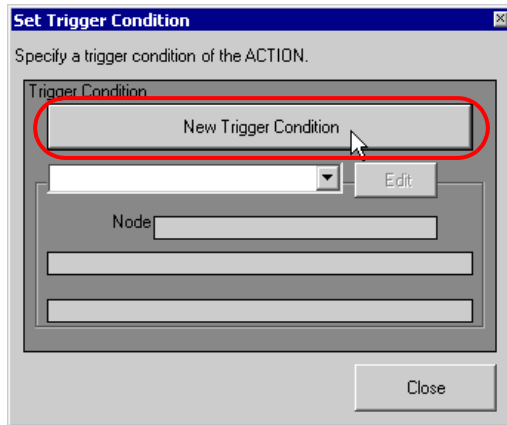 Set Trigger Condition
Specify a trigger condition of the ACTION.
Trigger Condition
New Trigger Condition
Edit
Node
Close